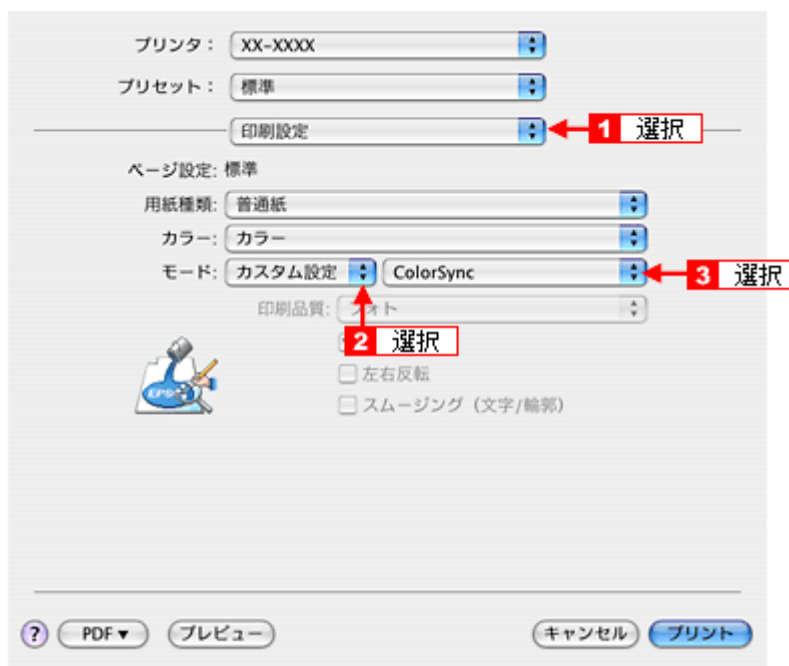 プリンタ： XX-XXXX
プリセット： 標準
印刷設定 1 選択
ページ設定: 標準
用紙種類: 普通紙
カラー: カラー
モード: カスタム設定 ColorSync 3 選択
印刷品質: フォト
2 選択
左右反転
スムージング（文字/輪郭）
EPSON
? PDF▼ プレビュー キャンセル プリント